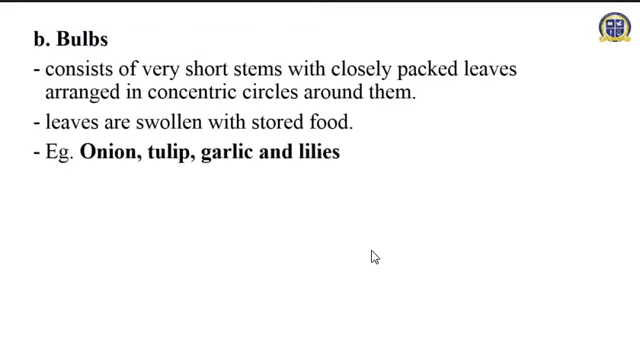 b. Bulbs
- consists of very short stems with closely packed leaves
arranged in concentric circles around them.
- leaves are swollen with stored food.
- Eg. Onion, tulip, garlic and lilies